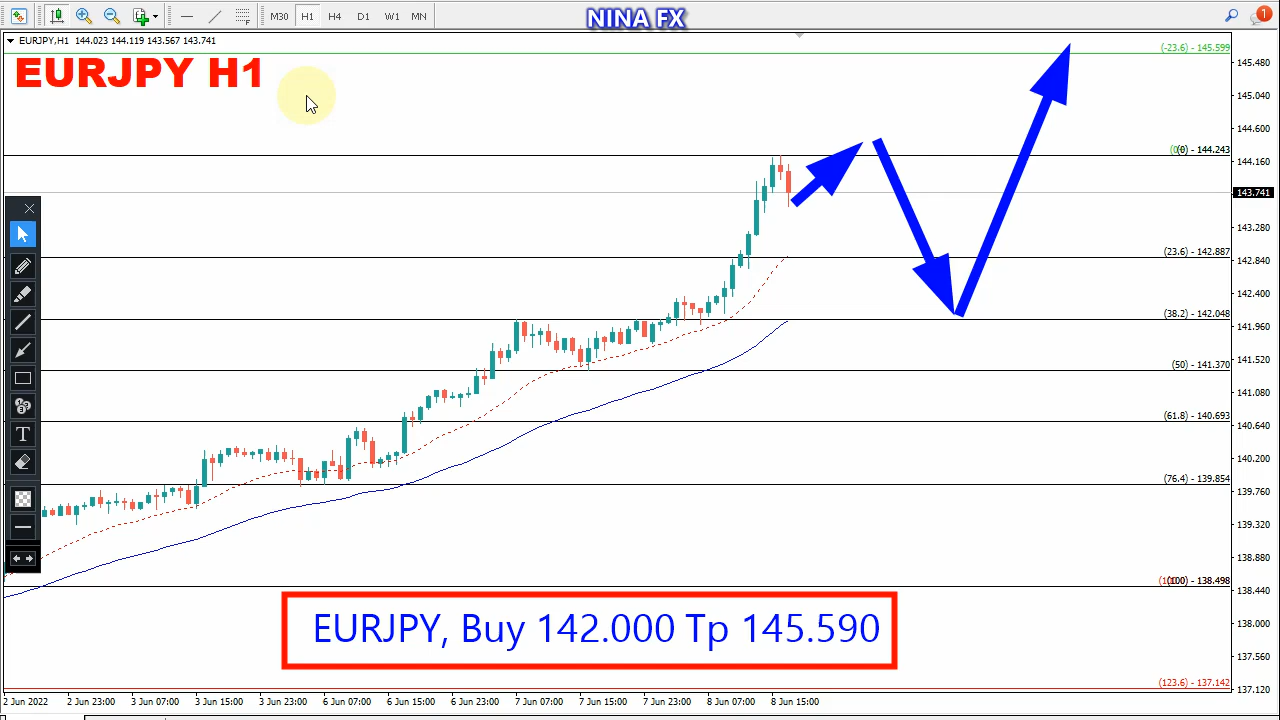 M30 H1 H4 D1 W1 MN
NINA FX
1
EURJPY,H1 144.023 144.119 143.567 143.741
EURJPY H1
(-23.6) - 145.599
(0) - 144.243
(23.6) - 142.887
(38.2) - 142.048
(50) - 141.370
(61.8) - 140.693
(76.4) - 139.854
(100) - 138.498
(123.6) - 137.142
145.480
145.040
144.600
144.160
143.741
143.280
142.840
142.400
141.960
141.520
141.080
140.640
140.200
139.760
139.320
138.880
138.440
138.000
137.560
137.120
T
EURJPY, Buy 142.000 Tp 145.590
2 Jun 2022 2 Jun 23:00 3 Jun 07:00 3 Jun 15:00 3 Jun 23:00 6 Jun 07:00 6 Jun 15:00 6 Jun 23:00 7 Jun 07:00 7 Jun 15:00 7 Jun 23:00 8 Jun 07:00 8 Jun 15:00